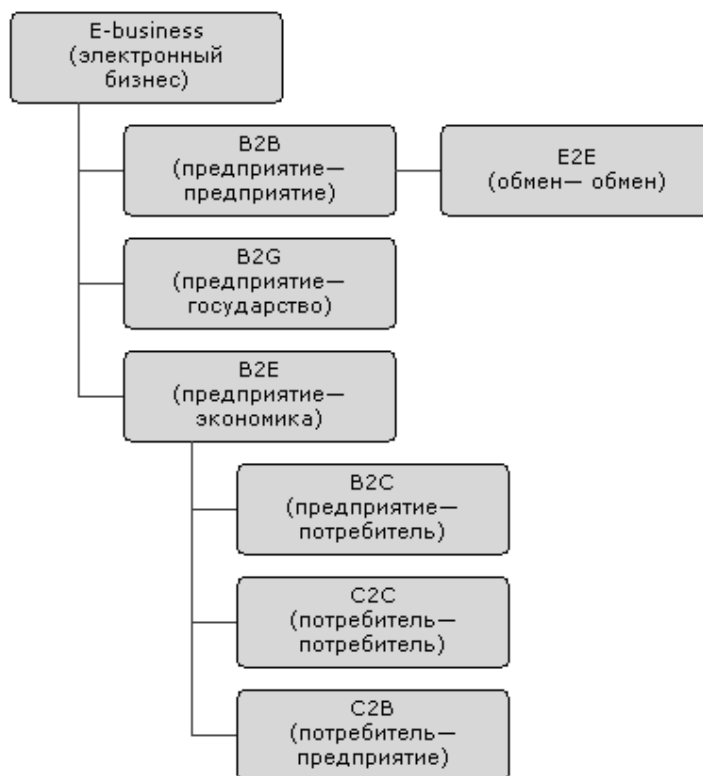 E-business
(электронный
бизнес)
B2B
(предприятие—
предприятие)
E2E
(обмен— обмен)
B2G
(предприятие—
государство)
B2E
(предприятие—
экономика)
B2C
(предприятие—
потребитель)
C2C
(потребитель—
потребитель)
C2B
(потребитель—
предприятие)